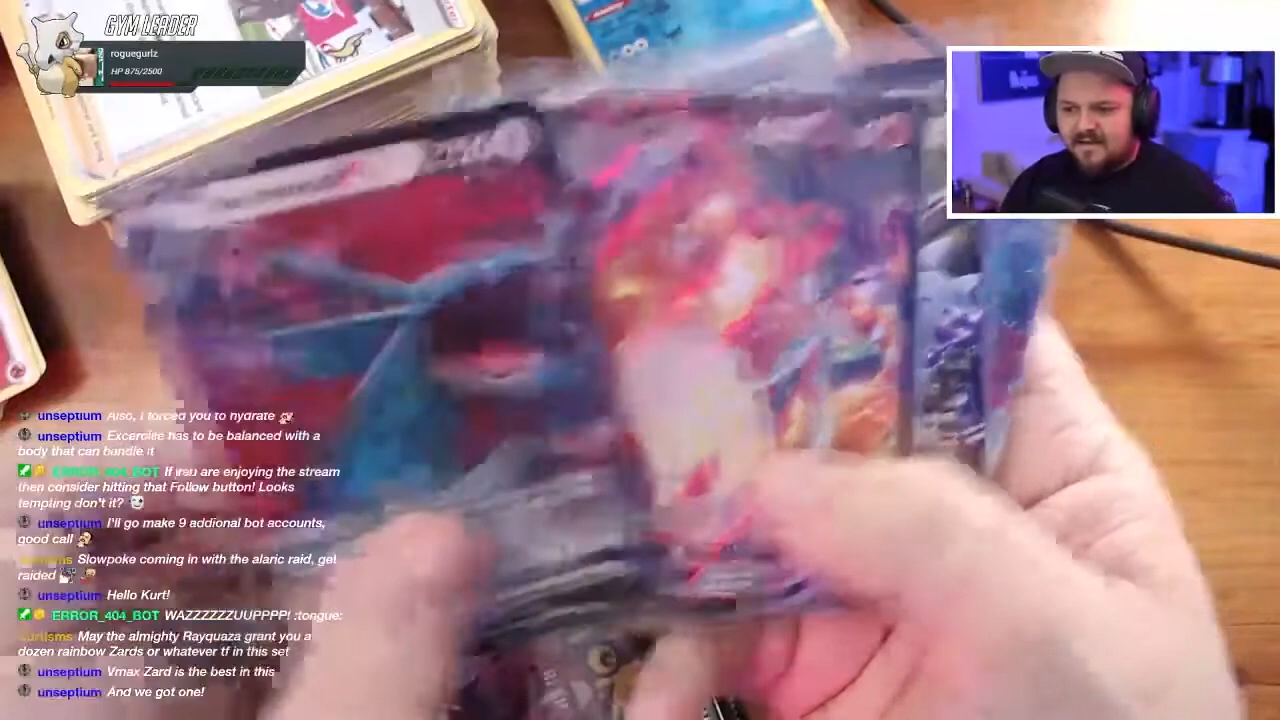 GYM LEADER
roguegurlz
HP 875/2500
unseptium Also, I forced you to hydrate
unseptium Excercise has to be balanced with a
body that can handle it
ERROR_404_BOT If you are enjoying the stream
then consider hitting that Follow button! Looks
tempting don't it?
unseptium I'll go make 9 addional bot accounts,
good call
Slowpoke coming in with the alaric raid, get
raided
unseptium Hello Kurt!
ERROR_404_BOT WAZZZZZZUUPPPP! :tongue:
kurtisms May the almighty Rayquaza grant you a
dozen rainbow Zards or whatever tf in this set
unseptium Vmax Zard is the best in this
unseptium And we got one!